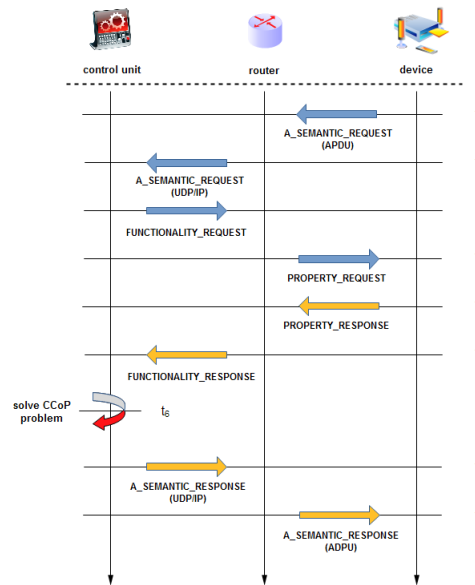 control unit
router
device
A_SEMANTIC_REQUEST
(APDU)
A_SEMANTIC_REQUEST
(UDP/IP)
FUNCTIONALITY_REQUEST
PROPERTY_REQUEST
PROPERTY_RESPONSE
FUNCTIONALITY_RESPONSE
solve CCoP
problem
t6
A_SEMANTIC_RESPONSE
(UDP/IP)
A_SEMANTIC_RESPONSE
(ADPU)